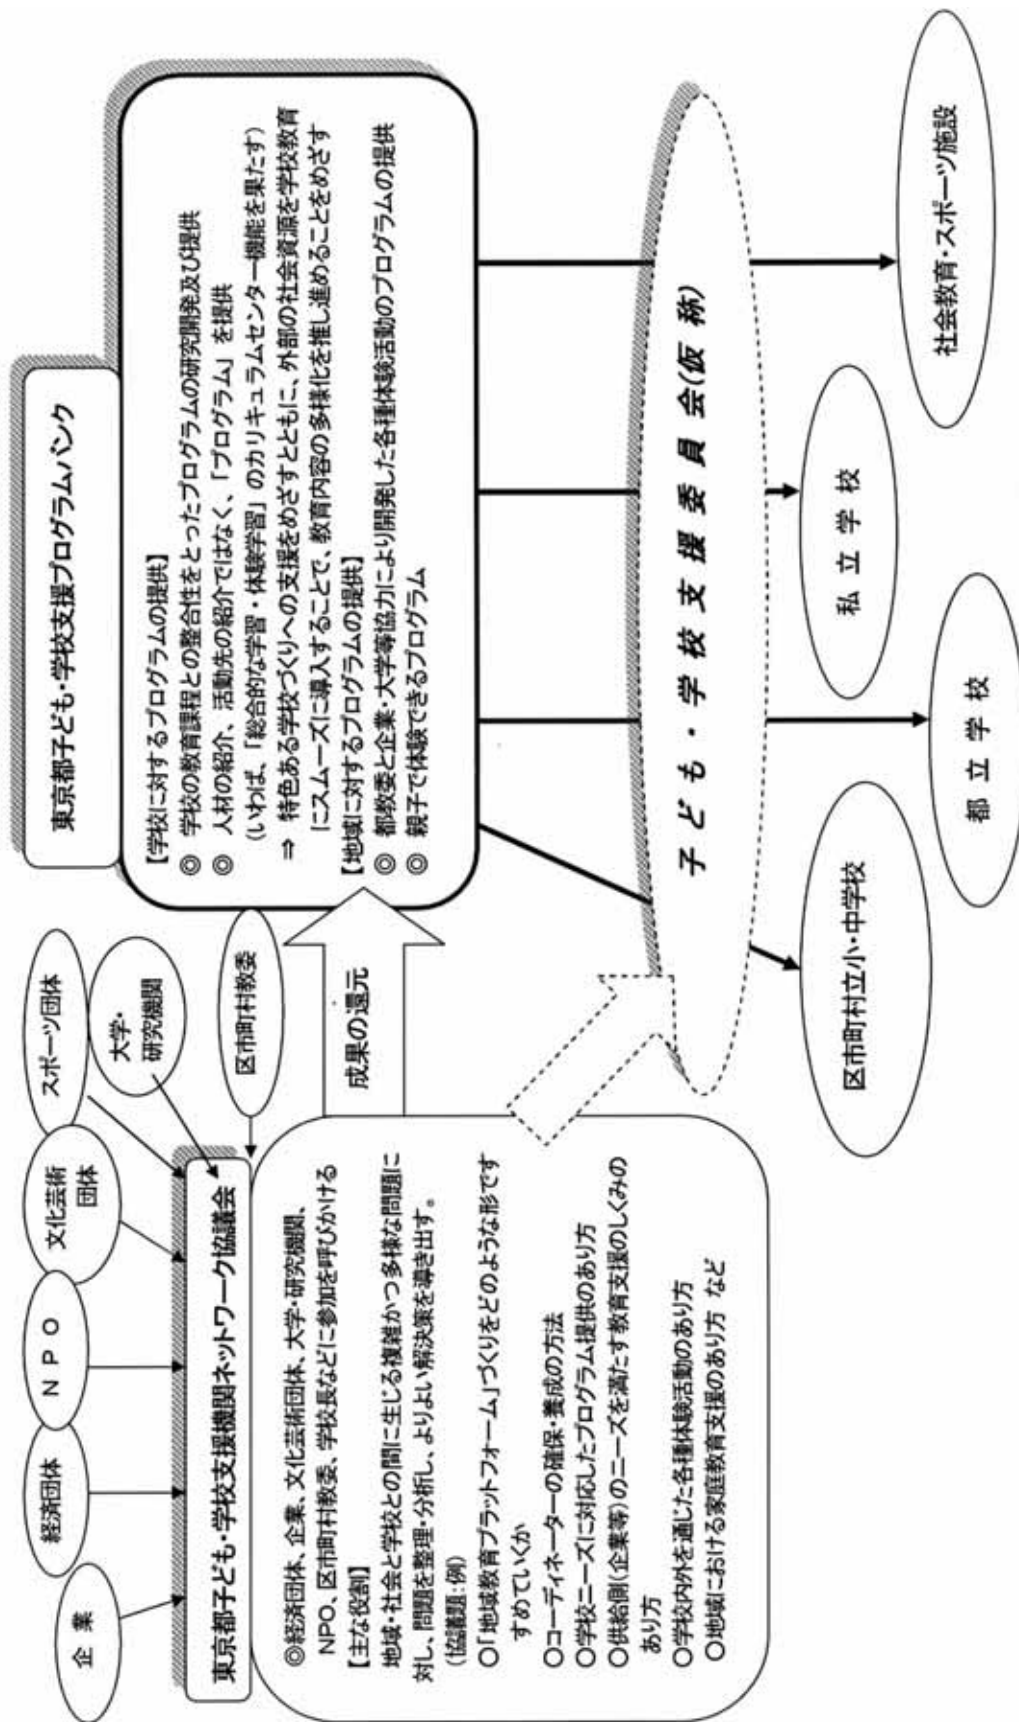 企 業
経済団体
N P O
文化芸術
団体
スポーツ団体
大学・
研究機関
区市町村教委
東京都子ども・学校支援機関ネットワーク協議会
◎経済団体、企業、文化芸術団体、大学・研究機関、
NPO、区市町村教委、学校長などに参加を呼びかける
【主な役割】
地域・社会と学校との間に生じる複雑かつ多様な問題に
対し、問題を整理・分析し、よりよい解決策を導き出す。
(協議題:例)
○「地域教育プラットフォーム」づくりをどのような形です
すめていくか
○コーディネーターの確保・養成の方法
○学校ニーズに対応したプログラム提供のあり方
○供給側(企業等)のニーズを満たす教育支援のしくみの
あり方
○学校内外を通じた各種体験活動のあり方
○地域における家庭教育支援のあり方 など
成果の還元
東京都子ども・学校支援プログラムバンク
【学校に対するプログラムの提供】
◎ 学校の教育課程との整合性をとったプログラムの研究開発及び提供
◎ 人材の紹介、活動先の紹介ではなく、「プログラム」を提供
(いわば、「総合的な学習・体験学習」のカリキュラムセンター機能を果たす)
⇒ 特色ある学校づくりへの支援をめざすとともに、外部の社会資源を学校教育
にスムーズに導入することで、教育内容の多様化を推し進めることをめざす
【地域に対するプログラムの提供】
◎ 都教委と企業・大学等協力により開発した各種体験活動のプログラムの提供
◎ 親子で体験できるプログラム
子 ど も ・ 学 校 支 援 委 員 会(仮 称)
区市町村立小・中学校
都 立 学 校
私 立 学 校
社会教育・スポーツ施設